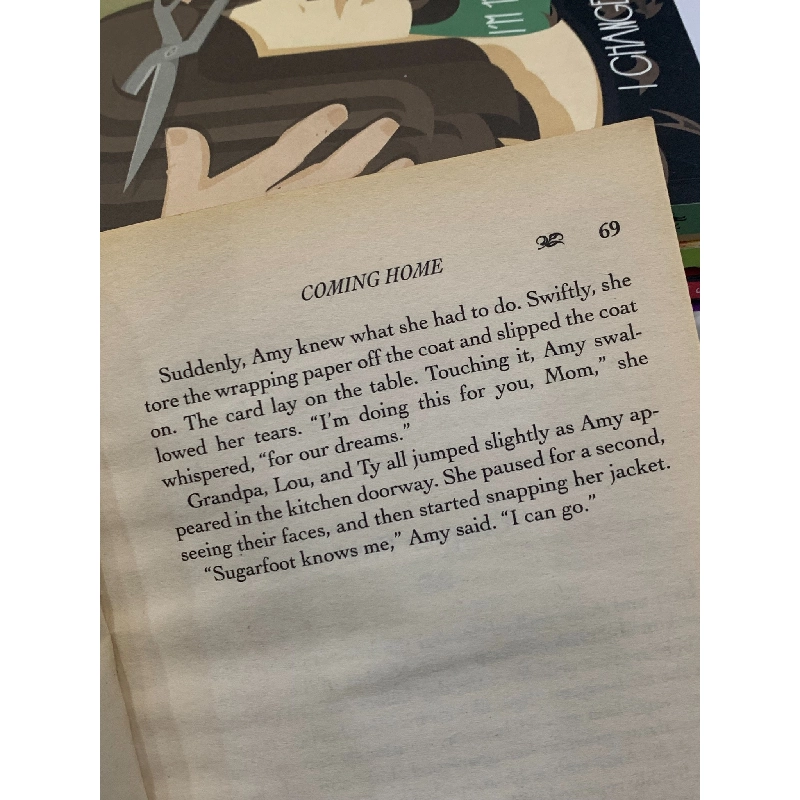 I'M T
I CHANGE
COMING HOME 69
Suddenly, Amy knew what she had to do. Swiftly, she
tore the wrapping paper off the coat and slipped the coat
on. The card lay on the table. Touching it, Amy swal-
lowed her tears. “I’m doing this for you, Mom,” she
whispered, “for our dreams.”
Grandpa, Lou, and Ty all jumped slightly as Amy ap-
peared in the kitchen doorway. She paused for a second,
seeing their faces, and then started snapping her jacket.
“Sugarfoot knows me,” Amy said. “I can go.”